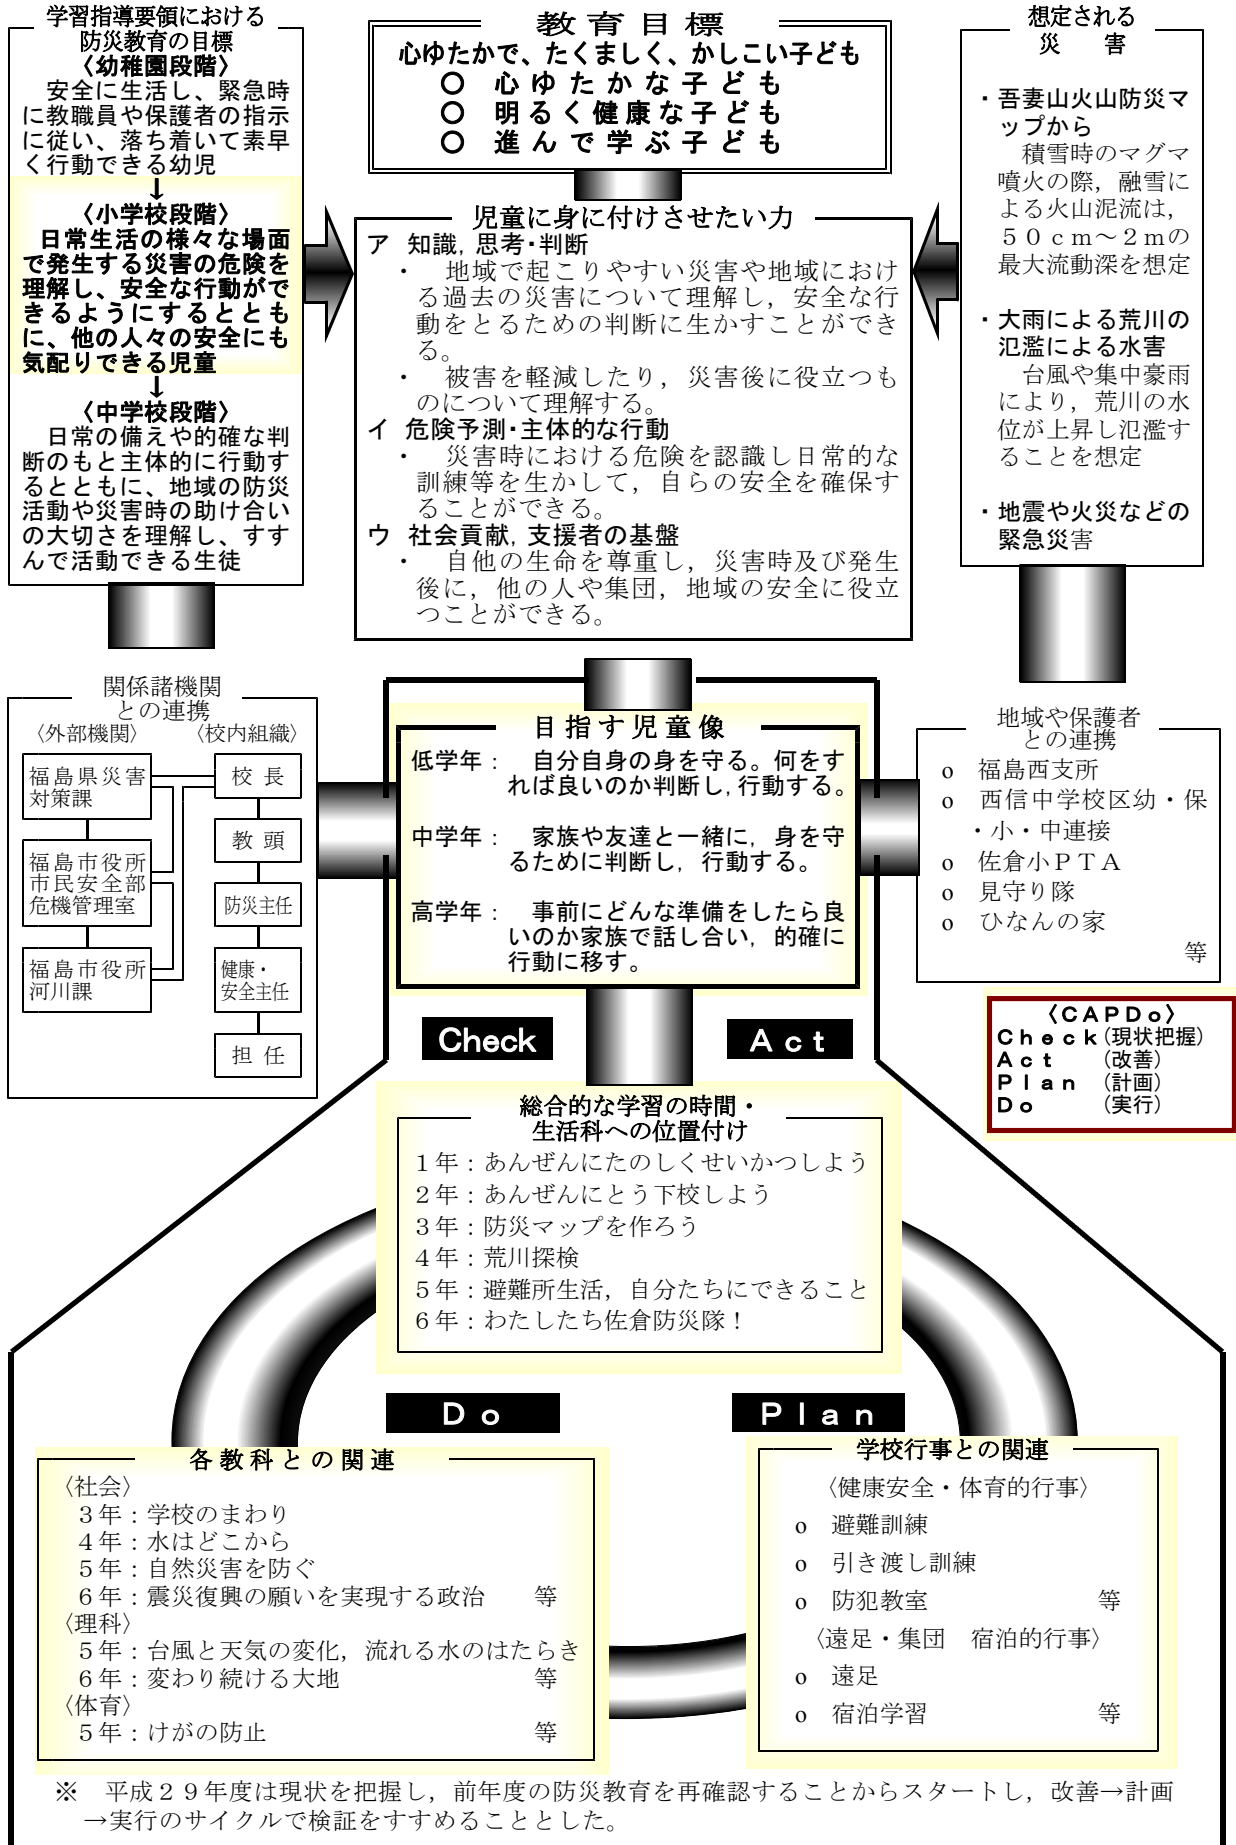 学習指導要領における
防災教育の目標
〈幼稚園段階〉
安全に生活し、緊急時
に教職員や保護者の指示
に従い、落ち着いて素早
く行動できる幼児
↓
〈小学校段階〉
日常生活の様々な場面
で発生する災害の危険を
理解し、安全な行動がで
きるようにするととも
に、他の人々の安全にも
気配りできる児童
↓
〈中学校段階〉
日常の備えや的確な判
断のもと主体的に行動す
るとともに、地域の防災
活動や災害時の助け合い
の大切さを理解し、すす
んで活動できる生徒
教育目標
心ゆたかで、たくましく、かしこい子ども
○ 心ゆたかな子ども
○ 明るく健康な子ども
○ 進んで学ぶ子ども
想定される
災　害
・吾妻山火山防災マ
ップから
積雪時のマグマ
噴火の際，融雪に
よる火山泥流は，
５０ｃｍ～２ｍの
最大流動深を想定
・大雨による荒川の
氾濫による水害
台風や集中豪雨
により，荒川の水
位が上昇し氾濫す
ることを想定
・地震や火災などの
緊急災害
児童に身に付けさせたい力
ア 知識，思考・判断
・ 地域で起こりやすい災害や地域におけ
る過去の災害について理解し，安全な行
動をとるための判断に生かすことができ
る。
・ 被害を軽減したり，災害後に役立つも
のについて理解する。
イ 危険予測・主体的な行動
・ 災害時における危険を認識し日常的な
訓練等を生かして，自らの安全を確保す
ることができる。
ウ 社会貢献，支援者の基盤
・ 自他の生命を尊重し，災害時及び発生
後に，他の人や集団，地域の安全に役立
つことができる。
関係諸機関
との連携
〈外部機関〉 〈校内組織〉
福島県災害
対策課
福島市役所
市民安全部
危機管理室
福島市役所
河川課
校長
教頭
防災主任
健康・
安全主任
担任
目指す児童像
低学年： 自分自身の身を守る。何をす
れば良いのか判断し，行動する。
中学年： 家族や友達と一緒に，身を守
るために判断し，行動する。
高学年： 事前にどんな準備をしたら良
いのか家族で話し合い，的確に
行動に移す。
地域や保護者
との連携
o 福島西支所
o 西信中学校区幼・保
・小・中連接
o 佐倉小ＰＴＡ
o 見守り隊
o ひなんの家
等
Check
Act
〈ＣＡＰＤｏ〉
Ｃｈｅｃｋ（現状把握）
Ａｃｔ （改善）
Ｐｌａｎ （計画）
Ｄｏ （実行）
総合的な学習の時間・
生活科への位置付け
１年：あんぜんにたのしくせいかつしよう
２年：あんぜんにとう下校しよう
３年：防災マップを作ろう
４年：荒川探検
５年：避難所生活，自分たちにできること
６年：わたしたち佐倉防災隊！
Ｄｏ
Ｐｌａｎ
各教科との関連
〈社会〉
３年：学校のまわり
４年：水はどこから
５年：自然災害を防ぐ
６年：震災復興の願いを実現する政治 等
〈理科〉
５年：台風と天気の変化，流れる水のはたらき
６年：変わり続ける大地 等
〈体育〉
５年：けがの防止 等
学校行事との関連
〈健康安全・体育的行事〉
o 避難訓練
o 引き渡し訓練
o 防犯教室 等
〈遠足・集団　宿泊的行事〉
o 遠足
o 宿泊学習 等
※　平成２９年度は現状を把握し，前年度の防災教育を再確認することからスタートし，改善→計画
→実行のサイクルで検証をすすめることとした。